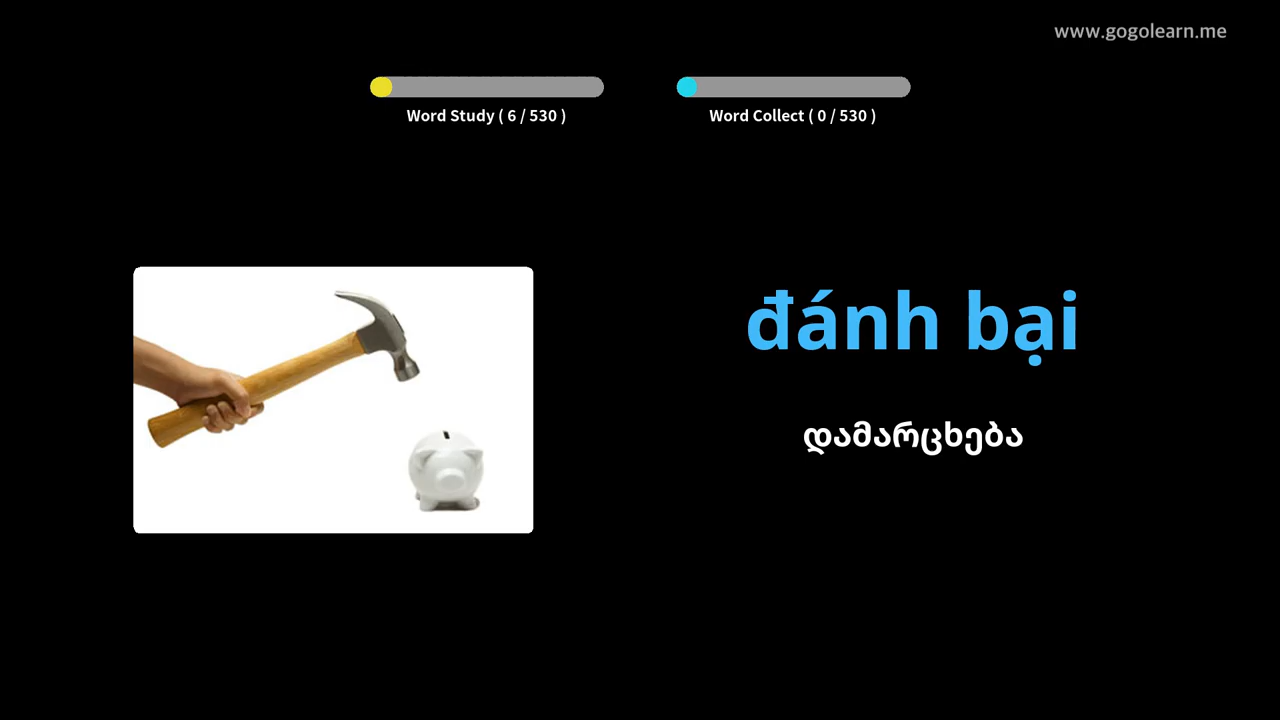 www.gogolearn.me
Word Study ( 6 / 530 )
Word Collect ( 0 / 530 )
đánh bại
დამარცხება